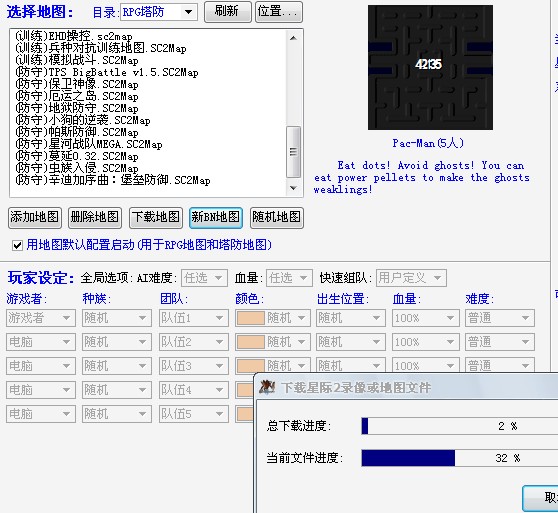 选择地图: 目录: RPG塔防 刷新 位置...
(训练)EHD操控.sc2map
(训练)兵种对抗训练地图.SC2Map
(训练)模拟战斗.SC2Map
(防守)TPS BigBattle v1.5.SC2Map
(防守)保卫神像.SC2Map
(防守)厄运之岛.SC2Map
(防守)地狱防守.SC2Map
(防守)小狗的逆袭.SC2Map
(防守)帕斯防御.SC2Map
(防守)星河战队MEGA.SC2Map
(防守)蔓延0.32.SC2Map
(防守)虫族入侵.SC2Map
(防守)辛迪加序曲：堡垒防御.SC2Map
42135
Pac-Man(5人)
Eat dots! Avoid ghosts! You can
eat power pellets to make the ghosts
weaklings!
添加地图 删除地图 下载地图 新BN地图 随机地图
用地图默认配置启动(用于RPG地图和塔防地图)
玩家设定: 全局选项: AI难度: 任选 血量: 任选 快速组队: 用户定义
游戏者: 种族: 团队: 颜色: 出生位置: 血量: 难度:
游戏者 随机 队伍1 随机 随机 100% 普通
电脑 随机 队伍2 随机 随机 100% 普通
电脑 随机 队伍3 随机 随机 100% 普通
电脑 随机 队伍4
电脑 随机 队伍5
下载星际2录像或地图文件
总下载进度: 2 %
当前文件进度: 32 %